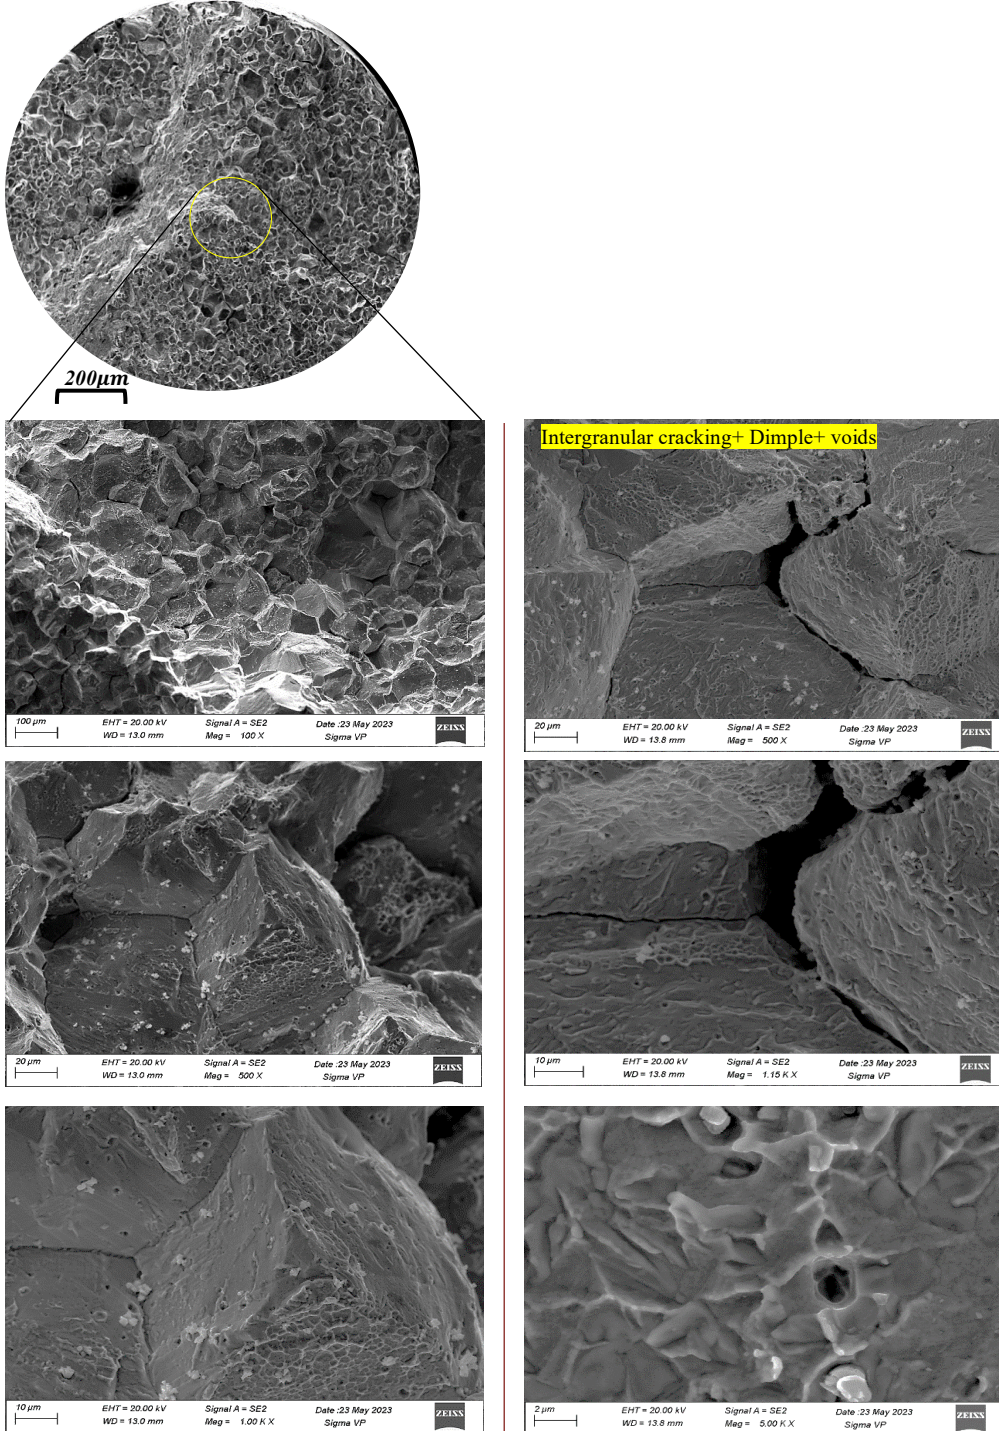 200µm
Intergranular cracking+ Dimple+ voids
100 µm
EHT = 20.00 kV
Signal A = SE2
Date :23 May 2023
ZEISS
WD = 13.0 mm
Mag = 100 X
Sigma VP
20 µm
EHT = 20.00 kV
Signal A = SE2
Date :23 May 2023
ZEISS
WD = 13.8 mm
Mag = 500 X
Sigma VP
20 µm
EHT = 20.00 kV
Signal A = SE2
Date :23 May 2023
ZEISS
WD = 13.0 mm
Mag = 500 X
Sigma VP
10 µm
EHT = 20.00 kV
Signal A = SE2
Date :23 May 2023
ZEISS
WD = 13.8 mm
Mag = 1.15 K X
Sigma VP
10 µm
EHT = 20.00 kV
Signal A = SE2
Date :23 May 2023
ZEISS
WD = 13.0 mm
Mag = 1.00 K X
Sigma VP
2 µm
EHT = 20.00 kV
Signal A = SE2
Date :23 May 2023
ZEISS
WD = 13.8 mm
Mag = 5.00 K X
Sigma VP